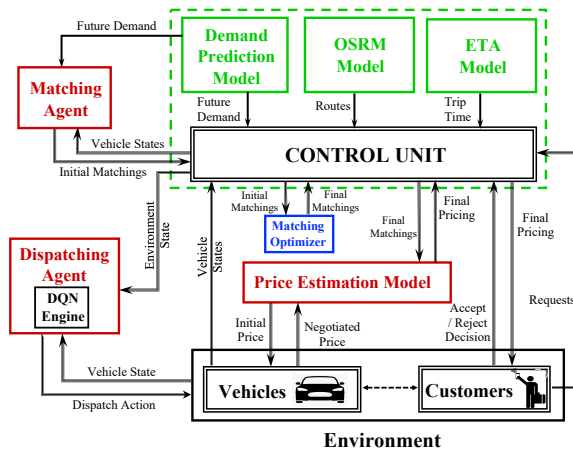 Future Demand
Demand
Prediction
Model
OSRM
Model
ETA
Model
Matching
Agent
Future
Demand
Routes
Trip
Time
Vehicle States
Initial Matchings
CONTROL UNIT
Environment
State
Vehicle
States
Initial
Matchings
Final
Matchings
Matching
Optimizer
Final
Matchings
Final
Pricing
Final
Pricing
Dispatching
Agent
DQN
Engine
Price Estimation Model
Requests
Initial
Price
Negotiated
Price
Accept
/ Reject
Decision
Vehicle State
Dispatch Action
Vehicles
Customers
Environment